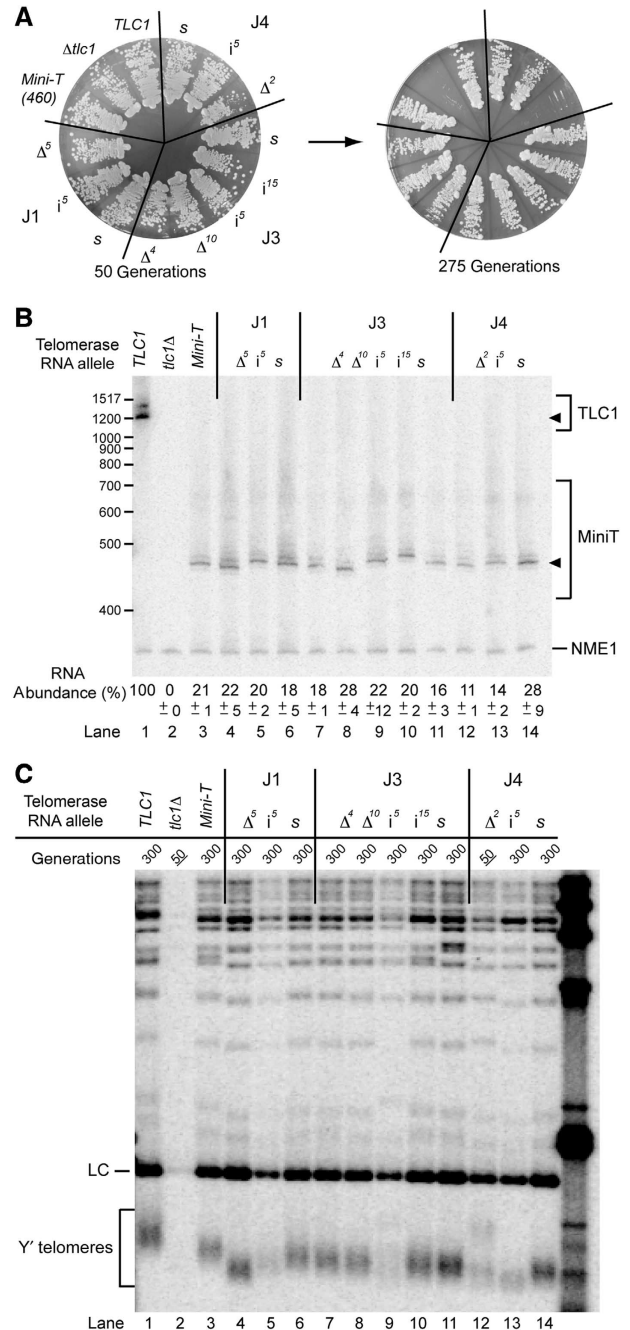 A
TLC1
s
J4
Δtlc1
i5
Mini-T
(460)
Δ2
Δ5
s
i5
i15
J1
i5
s
J3
Δ4
Δ10
50 Generations
275 Generations
B
J1
J3
J4
Telomerase
RNA allele
TLC1
tlc1Δ
Mini-T
Δ5 i5 s
Δ4 Δ10 i5 i15 s
Δ2 i5 s
1517
1200
1000
900
800
700
600
500
400
TLC1
MiniT
NME1
RNA
Abundance (%)
100 0 21 22 20 18 18 28 22 20 16 11 14 28
± 0 ± 1 ± 5 ± 2 ± 5 ± 1 ± 4 ± 12 ± 2 ± 3 ± 1 ± 2 ± 9
Lane 1 2 3 4 5 6 7 8 9 10 11 12 13 14
C
J1
J3
J4
Telomerase
RNA allele
TLC1
tlc1Δ
Mini-T
Δ5 i5 s
Δ4 Δ10 i5 i15 s
Δ2 i5 s
Generations 300 50 300 300 300 300 300 300 300 300 300 50 300 300
LC
Y′ telomeres
Lane 1 2 3 4 5 6 7 8 9 10 11 12 13 14